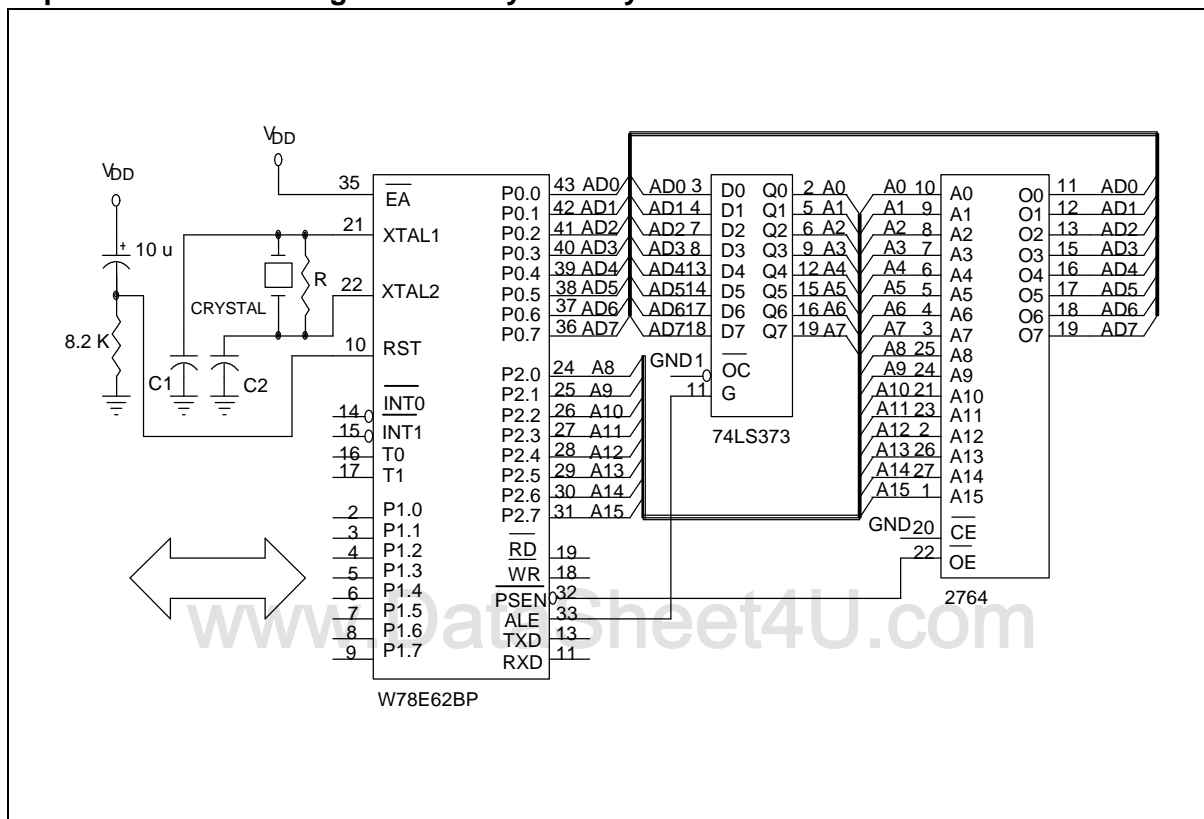 VDD
VDD
10 u
8.2 K
C1
C2
CRYSTAL
R
35 EA
21 XTAL1
22 XTAL2
10 RST
14 INT0
15 INT1
16 T0
17 T1
2 P1.0
3 P1.1
4 P1.2
5 P1.3
6 P1.4
7 P1.5
8 P1.6
9 P1.7
P0.0 43 AD0
P0.1 42 AD1
P0.2 41 AD2
P0.3 40 AD3
P0.4 39 AD4
P0.5 38 AD5
P0.6 37 AD6
P0.7 36 AD7
P2.0 24 A8
P2.1 25 A9
P2.2 26 A10
P2.3 27 A11
P2.4 28 A12
P2.5 29 A13
P2.6 30 A14
P2.7 31 A15
RD 19
WR 18
PSEN 32
ALE 33
TXD 13
RXD 11
W78E62BP
AD0 3 D0 Q0 2 A0
AD1 4 D1 Q1 5 A1
AD2 7 D2 Q2 6 A2
AD3 8 D3 Q3 9 A3
AD4 13 D4 Q4 12 A4
AD5 14 D5 Q5 15 A5
AD6 17 D6 Q6 16 A6
AD7 18 D7 Q7 19 A7
GND 1 OC
11 G
74LS373
A0 10 A0 O0 11 AD0
A1 9 A1 O1 12 AD1
A2 8 A2 O2 13 AD2
A3 7 A3 O3 15 AD3
A4 6 A4 O4 16 AD4
A5 5 A5 O5 17 AD5
A6 4 A6 O6 18 AD6
A7 3 A7 O7 19 AD7
A8 25 A8
A9 24 A9
A10 21 A10
A11 23 A11
A12 2 A12
A13 26 A13
A14 27 A14
A15 1 A15
GND 20 CE
22 OE
2764
www.DataSheet4U.com